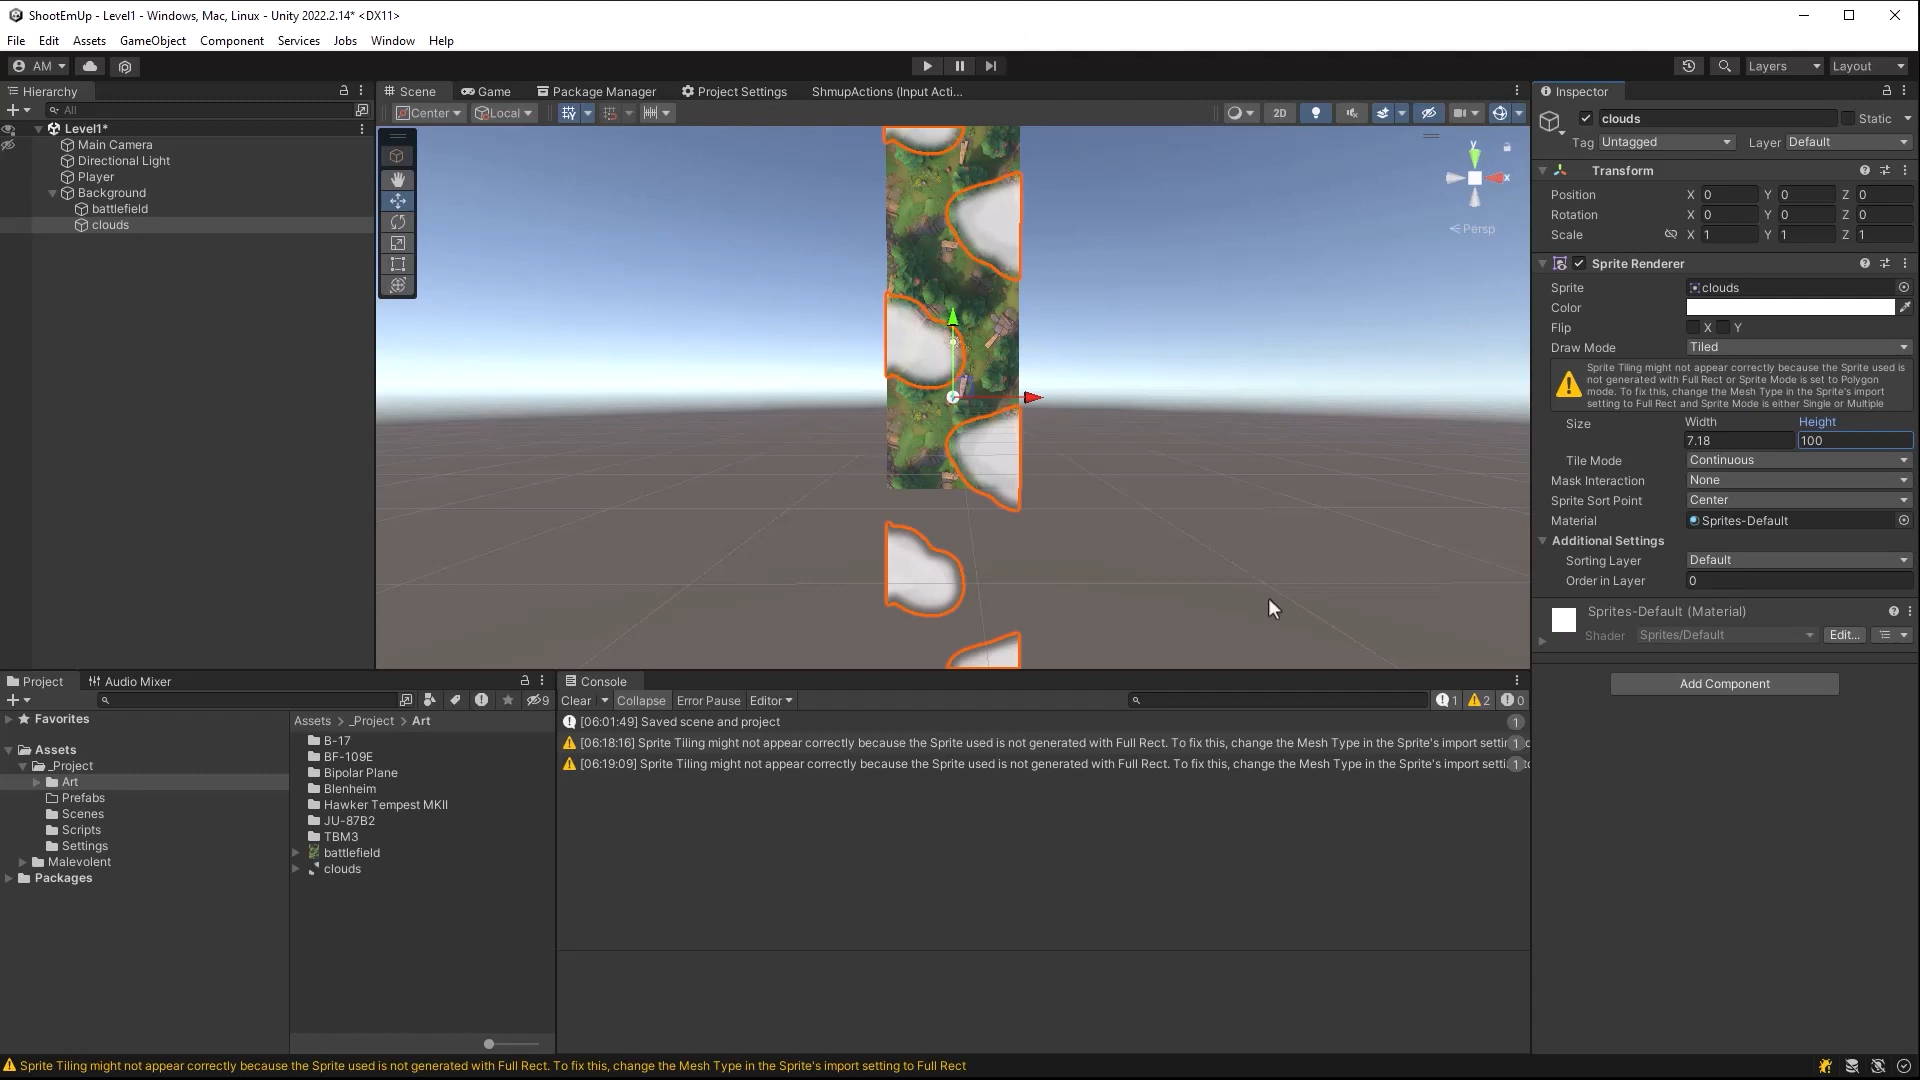 ShootEmUp - Level1 - Windows, Mac, Linux - Unity 2022.2.14* <DX11>
File Edit Assets GameObject Component Services Jobs Window Help
AM
Layers
Layout
Hierarchy
All
Level1*
Main Camera
Directional Light
Player
Background
battlefield
clouds
Scene
Game
Package Manager
Project Settings
ShmupActions (Input Acti...
Center
Local
2D
y
x
Persp
Inspector
clouds
Static
Tag Untagged
Layer Default
Transform
Position X 0 Y 0 Z 0
Rotation X 0 Y 0 Z 0
Scale X 1 Y 1 Z 1
Sprite Renderer
Sprite clouds
Color
Flip X Y
Draw Mode Tiled
Sprite Tiling might not appear correctly because the Sprite used is
not generated with Full Rect or Sprite Mode is set to Polygon
mode. To fix this, change the Mesh Type in the Sprite's import
setting to Full Rect and Sprite Mode is either Single or Multiple
Size Width Height
7.18 100
Tile Mode Continuous
Mask Interaction None
Sprite Sort Point Center
Material Sprites-Default
Additional Settings
Sorting Layer Default
Order in Layer 0
Sprites-Default (Material)
Shader Sprites/Default Edit...
Add Component
Project
Audio Mixer
9
Favorites
Assets
_Project
Art
Prefabs
Scenes
Scripts
Settings
Malevolent
Packages
Assets > _Project > Art
B-17
BF-109E
Bipolar Plane
Blenheim
Hawker Tempest MKII
JU-87B2
TBM3
battlefield
clouds
Console
Clear Collapse Error Pause Editor
1 2 0
[06:01:49] Saved scene and project 1
[06:18:16] Sprite Tiling might not appear correctly because the Sprite used is not generated with Full Rect. To fix this, change the Mesh Type in the Sprite's import settin 1
[06:19:09] Sprite Tiling might not appear correctly because the Sprite used is not generated with Full Rect. To fix this, change the Mesh Type in the Sprite's import setti 1
Sprite Tiling might not appear correctly because the Sprite used is not generated with Full Rect. To fix this, change the Mesh Type in the Sprite's import setting to Full Rect